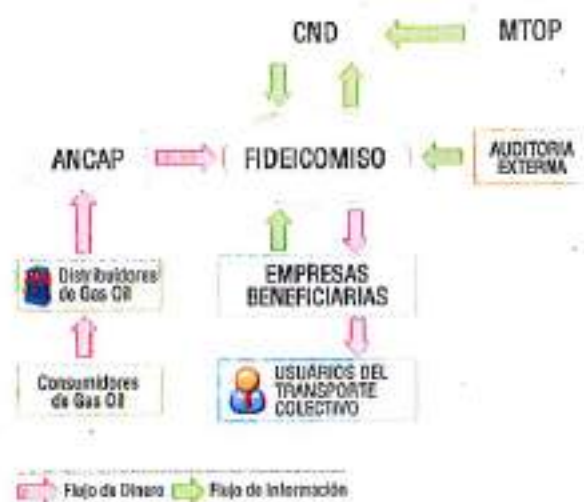 CND
MTOP
ANCAP
FIDEICOMISO
AUDITORIA
EXTERNA
Distribuidores
de Gas Oil
EMPRESAS
BENEFICIARIAS
Consumidores
de Gas Oil
USUARIOS DEL
TRANSPORTE
COLECTIVO
Flujo de Dinero
Flujo de Información